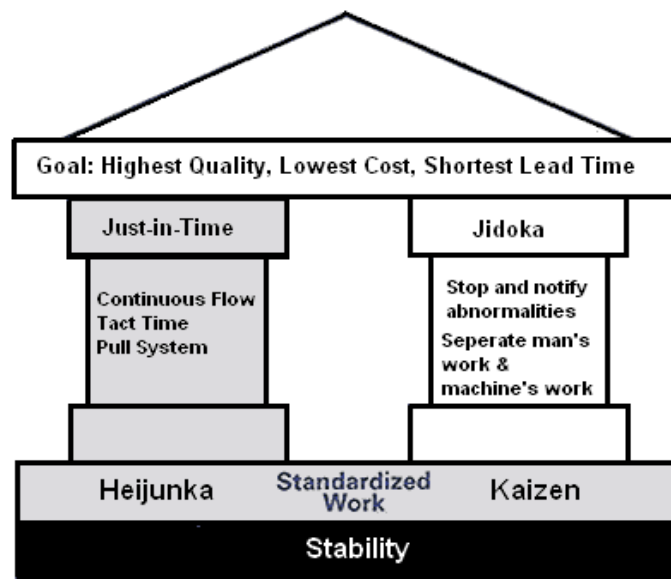 Goal: Highest Quality, Lowest Cost, Shortest Lead Time
Just-in-Time
Continuous Flow
Tact Time
Pull System
Jidoka
Stop and notify
abnormalities
Seperate man's
work &
machine's work
Heijunka
Standardized
Work
Kaizen
Stability